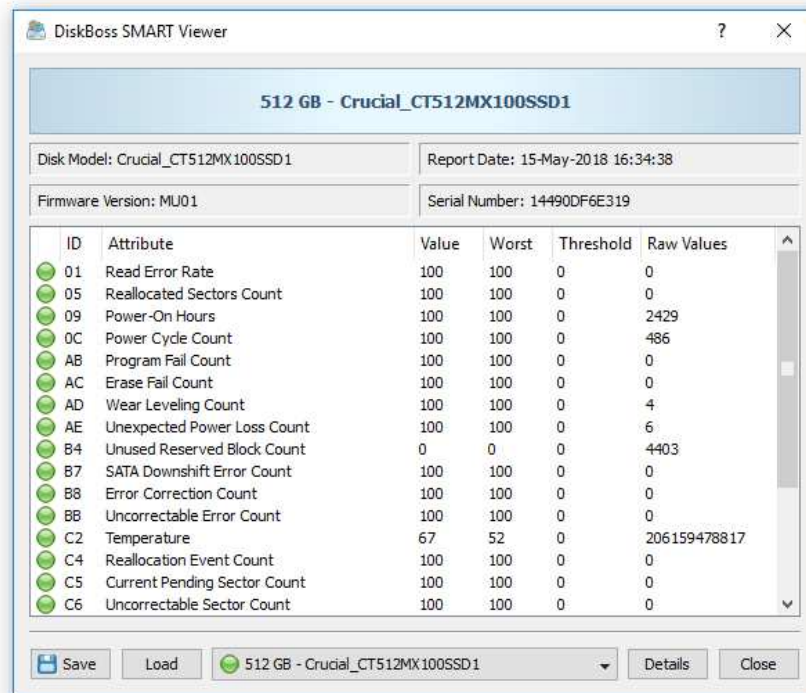 DiskBoss SMART Viewer ?
512 GB - Crucial_CT512MX100SSD1
Disk Model: Crucial_CT512MX100SSD1 Report Date: 15-May-2018 16:34:38
Firmware Version: MU01 Serial Number: 14490DF6E319
ID Attribute Value Worst Threshold Raw Values
01 Read Error Rate 100 100 0 0
05 Reallocated Sectors Count 100 100 0 0
09 Power-On Hours 100 100 0 2429
0C Power Cycle Count 100 100 0 486
AB Program Fail Count 100 100 0 0
AC Erase Fail Count 100 100 0 0
AD Wear Leveling Count 100 100 0 4
AE Unexpected Power Loss Count 100 100 0 6
B4 Unused Reserved Block Count 0 0 0 4403
B7 SATA Downshift Error Count 100 100 0 0
B8 Error Correction Count 100 100 0 0
BB Uncorrectable Error Count 100 100 0 0
C2 Temperature 67 52 0 206159478817
C4 Reallocation Event Count 100 100 0 0
C5 Current Pending Sector Count 100 100 0 0
C6 Uncorrectable Sector Count 100 100 0 0
Save Load 512 GB - Crucial_CT512MX100SSD1 Details Close